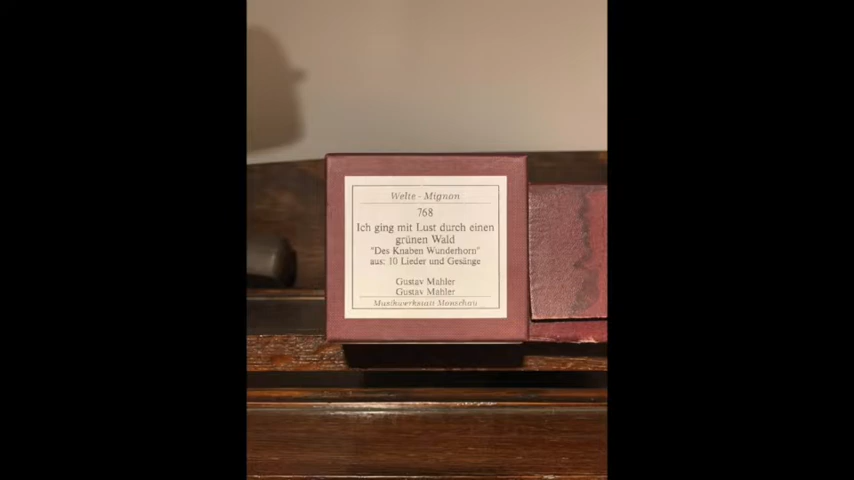 Welte - Mignon
768
Ich ging mit Lust durch einen
grünen Wald
"Des Knaben Wunderhorn"
aus: 10 Lieder und Gesänge
Gustav Mahler
Gustav Mahler
Musikwerkstatt Monschau